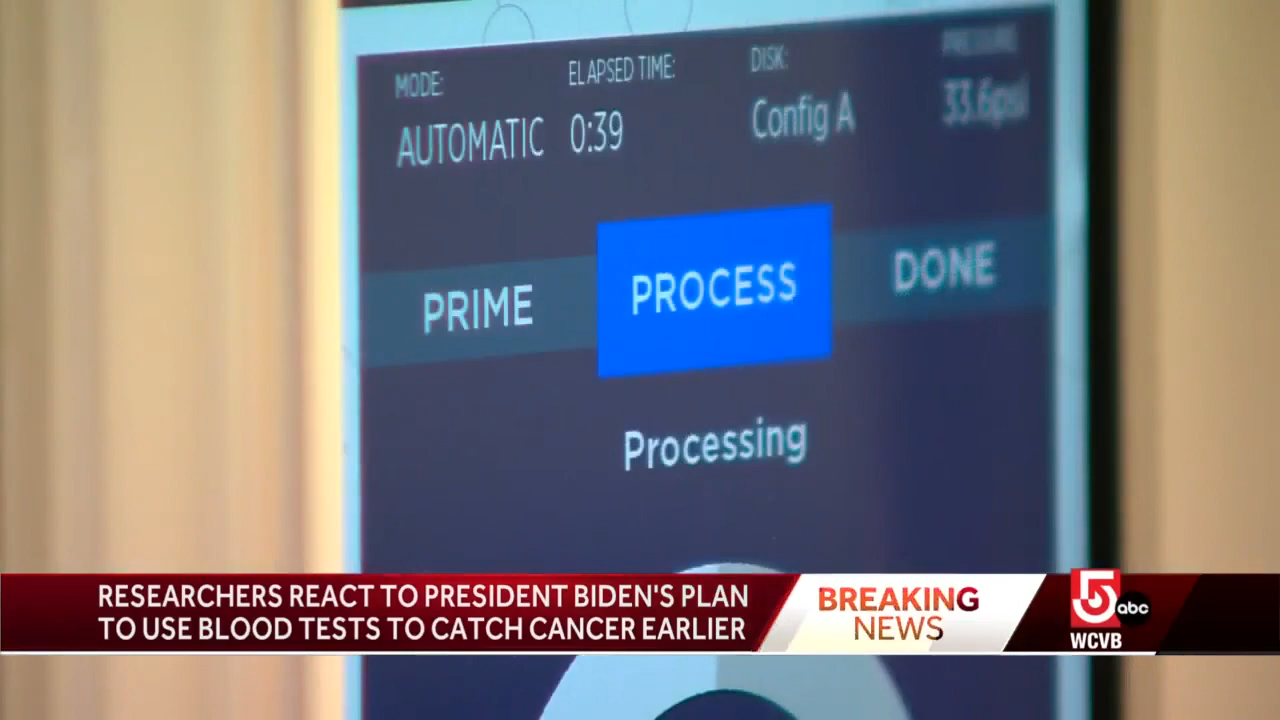 MODE:
ELAPSED TIME:
DISK:
PRESSURE
AUTOMATIC
0:39
Config A
33.6psi
PRIME
PROCESS
DONE
Processing
RESEARCHERS REACT TO PRESIDENT BIDEN'S PLAN
TO USE BLOOD TESTS TO CATCH CANCER EARLIER
BREAKING
NEWS
5
abc
WCVB